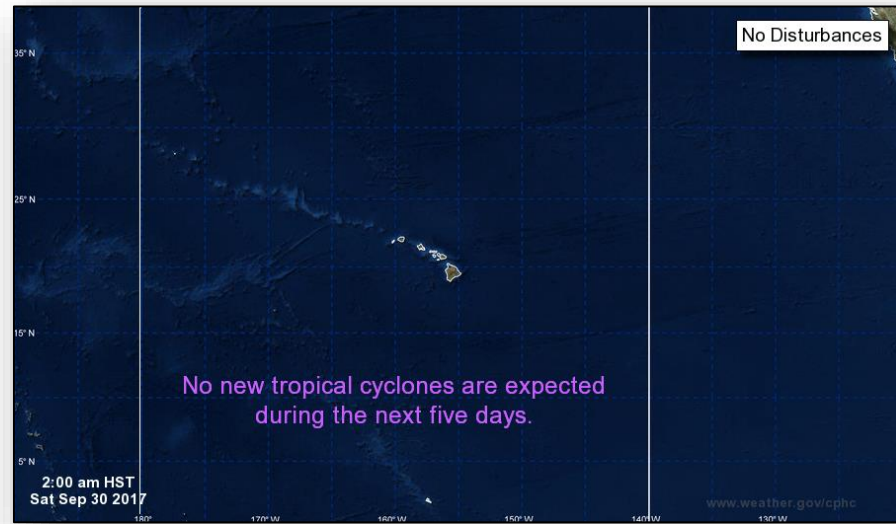 No Disturbances
35° N
25° N
15° N
No new tropical cyclones are expected
during the next five days.
5° N
2:00 am HST
Sat Sep 30 2017
www.weather.gov/cphc
180°
170° W
160° W
150° W
140° W
130° W